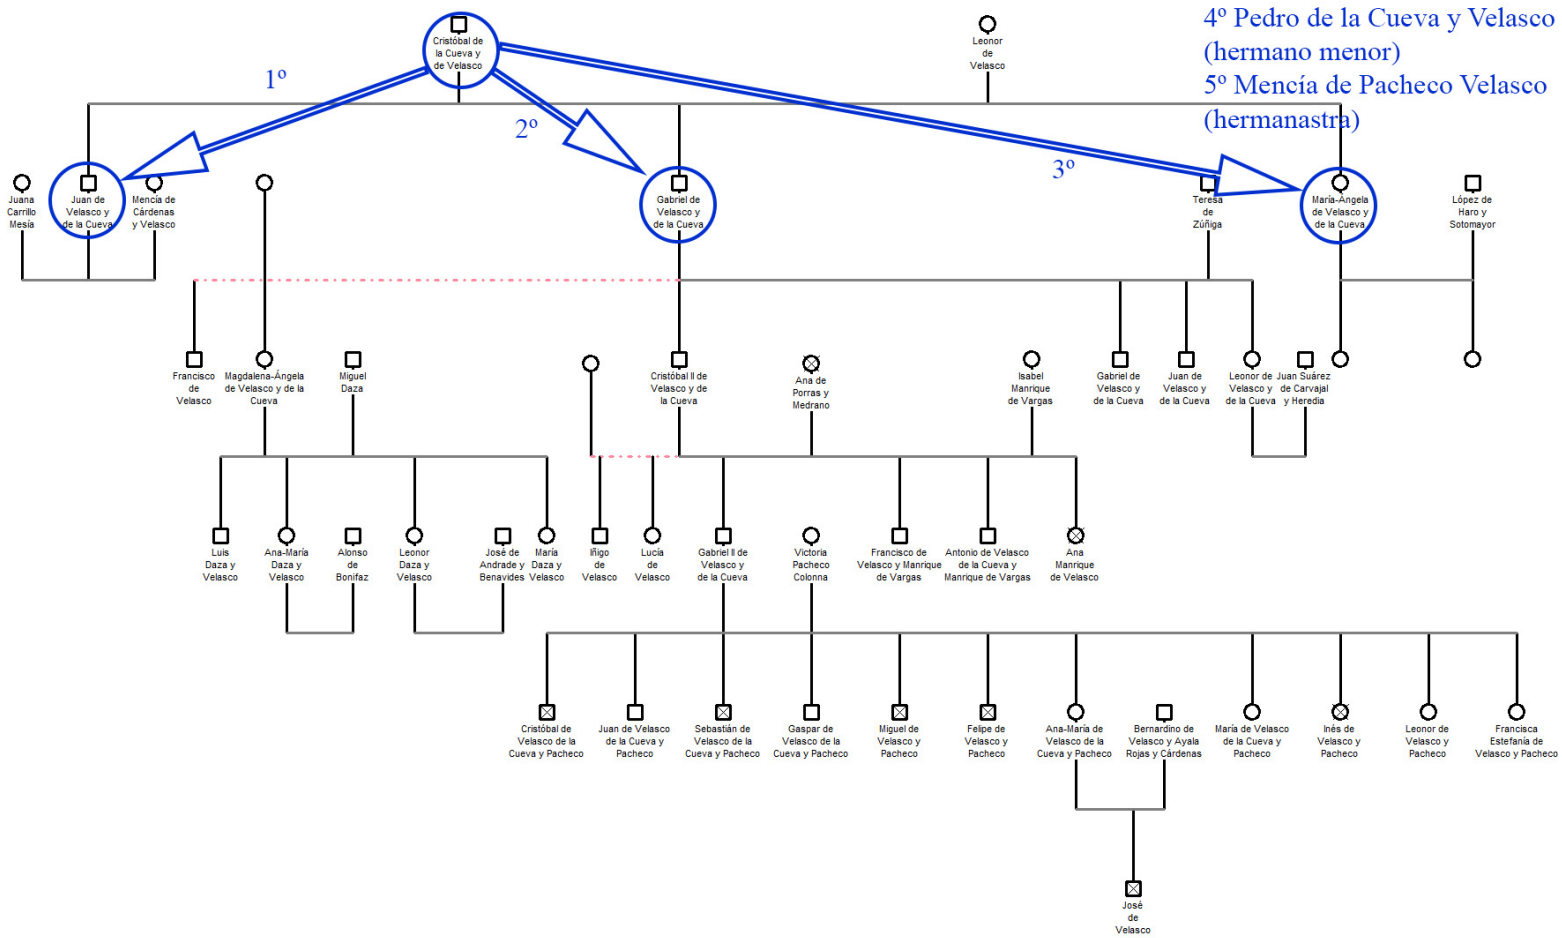 4º Pedro de la Cueva y Velasco
(hermano menor)
5º Mencía de Pacheco Velasco
(hermanastra)
Cristóbal de
la Cueva y
de Velasco
Leonor
de
Velasco
1º
2º
3º
Juana
Carrillo
Mesía
Juan de
Velasco y
de la Cueva
Mencía de
Cárdenas
y Velasco
Gabriel de
Velasco y
de la Cueva
Teresa
de
Zúñiga
María-Ángela
de Velasco y
de la Cueva
López de
Haro y
Sotomayor
Francisco
de
Velasco
Magdalena-Ángela
de Velasco y de la
Cueva
Miguel
Daza
Cristóbal II de
Velasco y de
la Cueva
Ana de
Porras y
Medrano
Isabel
Manrique
de Vargas
Gabriel de
Velasco y
de la Cueva
Juan de
Velasco y
de la Cueva
Leonor de
Velasco y
de la Cueva
Juan Suárez
de Carvajal
y Heredia
Luis
Daza y
Velasco
Ana-María
Daza y
Velasco
Alonso
de
Bonifaz
Leonor
Daza y
Velasco
José de
Andrade y
Benavides
María
Daza y
Velasco
Iñigo
de
Velasco
Lucía
de
Velasco
Gabriel II de
Velasco y
de la Cueva
Victoria
Pacheco
Colonna
Francisco de
Velasco y Manrique
de Vargas
Antonio de Velasco
de la Cueva y
Manrique de Vargas
Ana
Manrique
de Velasco
Cristóbal de
Velasco de la
Cueva y Pacheco
Juan de Velasco
de la Cueva y
Pacheco
Sebastián de
Velasco de la
Cueva y Pacheco
Gaspar de
Velasco de la
Cueva y Pacheco
Miguel de
Velasco y
Pacheco
Felipe de
Velasco y
Pacheco
Ana-María de
Velasco de la
Cueva y Pacheco
Bernardino de
Velasco y Ayala
Rojas y Cárdenas
María de Velasco
de la Cueva y
Pacheco
Inés de
Velasco y
Pacheco
Leonor de
Velasco y
Pacheco
Francisca
Estefanía de
Velasco y Pacheco
José
de
Velasco